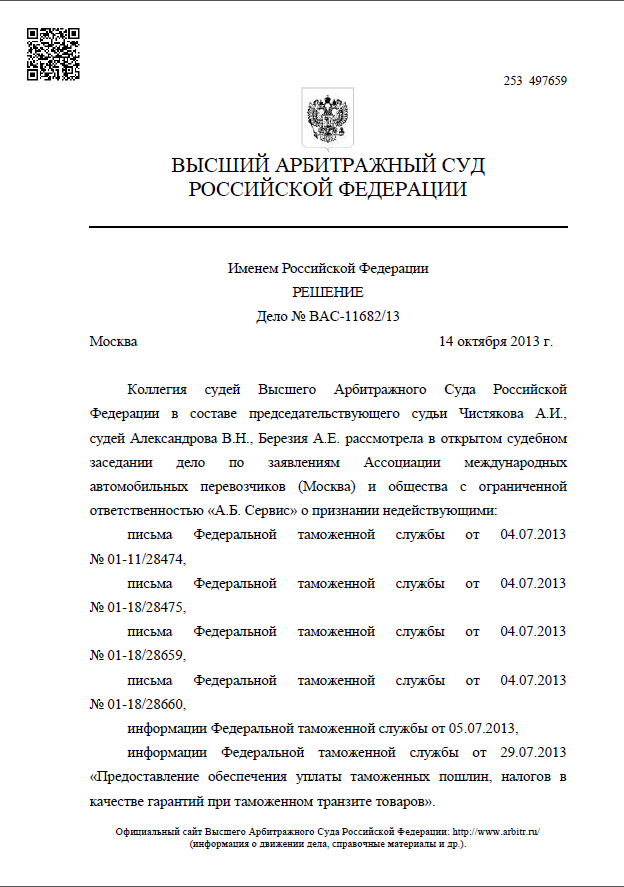 253 497659
ВЫСШИЙ АРБИТРАЖНЫЙ СУД
РОССИЙСКОЙ ФЕДЕРАЦИИ
Именем Российской Федерации
РЕШЕНИЕ
Дело № ВАС-11682/13
Москва 14 октября 2013 г.
Коллегия судей Высшего Арбитражного Суда Российской
Федерации в составе председательствующего судьи Чистякова А.И.,
судей Александрова В.Н., Березия А.Е. рассмотрела в открытом судебном
заседании дело по заявлениям Ассоциации международных
автомобильных перевозчиков (Москва) и общества с ограниченной
ответственностью «А.Б. Сервис» о признании недействующими:
письма Федеральной таможенной службы от 04.07.2013
№ 01-11/28474,
письма Федеральной таможенной службы от 04.07.2013
№ 01-18/28475,
письма Федеральной таможенной службы от 04.07.2013
№ 01-18/28659,
письма Федеральной таможенной службы от 04.07.2013
№ 01-18/28660,
информации Федеральной таможенной службы от 05.07.2013,
информации Федеральной таможенной службы от 29.07.2013
«Предоставление обеспечения уплаты таможенных пошлин, налогов в
качестве гарантий при таможенном транзите товаров».
Официальный сайт Высшего Арбитражного Суда Российской Федерации: http://www.arbitr.ru/
(информация о движении дела, справочные материалы и др.).